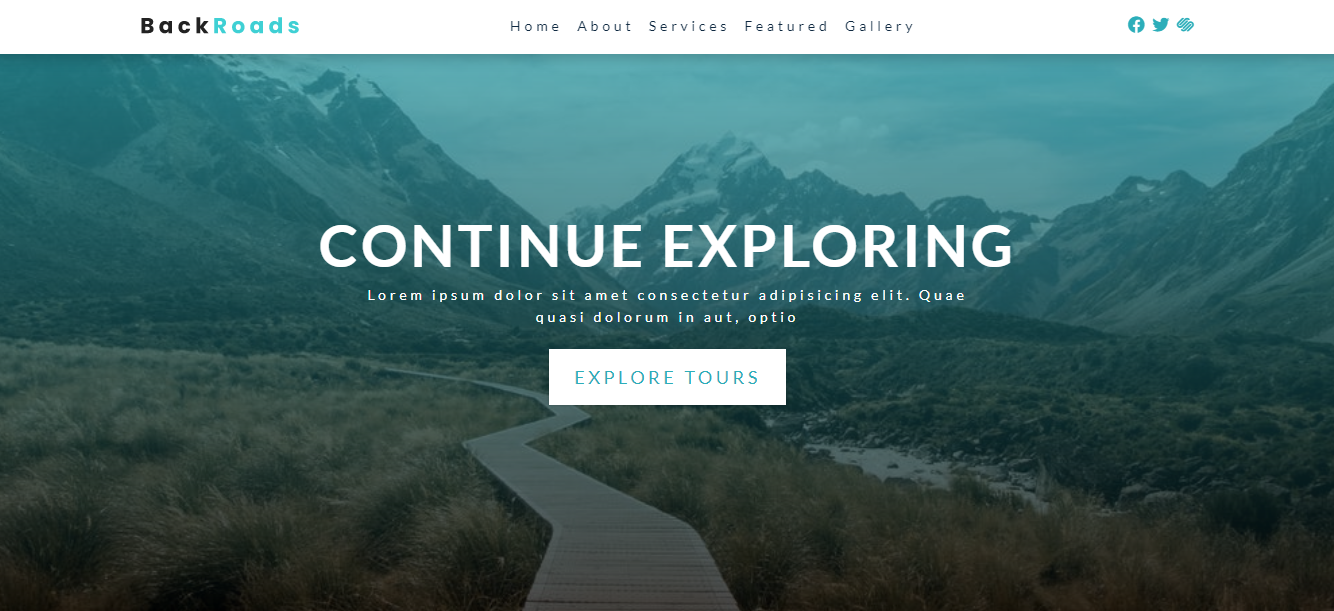 BackRoads
Home About Services Featured Gallery
CONTINUE EXPLORING
Lorem ipsum dolor sit amet consectetur adipisicing elit. Quae
quasi dolorum in aut, optio
EXPLORE TOURS